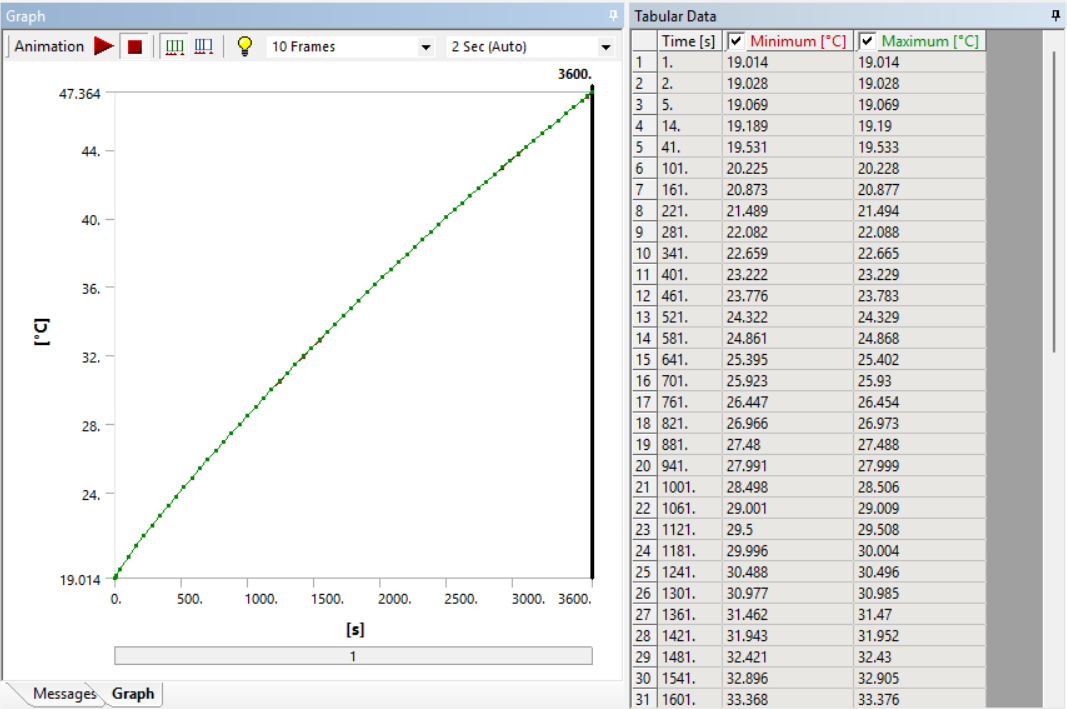 Graph
Animation 10 Frames 2 Sec (Auto)
3600.
47.364
44.
40.
36.
[°C]
32.
28.
24.
19.014
0. 500. 1000. 1500. 2000. 2500. 3000. 3600.
[s]
1
Messages Graph
Tabular Data
Time [s] Minimum [°C] Maximum [°C]
1 1. 19.014 19.014
2 2. 19.028 19.028
3 5. 19.069 19.069
4 14. 19.189 19.19
5 41. 19.531 19.533
6 101. 20.225 20.228
7 161. 20.873 20.877
8 221. 21.489 21.494
9 281. 22.082 22.088
10 341. 22.659 22.665
11 401. 23.222 23.229
12 461. 23.776 23.783
13 521. 24.322 24.329
14 581. 24.861 24.868
15 641. 25.395 25.402
16 701. 25.923 25.93
17 761. 26.447 26.454
18 821. 26.966 26.973
19 881. 27.48 27.488
20 941. 27.991 27.999
21 1001. 28.498 28.506
22 1061. 29.001 29.009
23 1121. 29.5 29.508
24 1181. 29.996 30.004
25 1241. 30.488 30.496
26 1301. 30.977 30.985
27 1361. 31.462 31.47
28 1421. 31.943 31.952
29 1481. 32.421 32.43
30 1541. 32.896 32.905
31 1601. 33.368 33.376